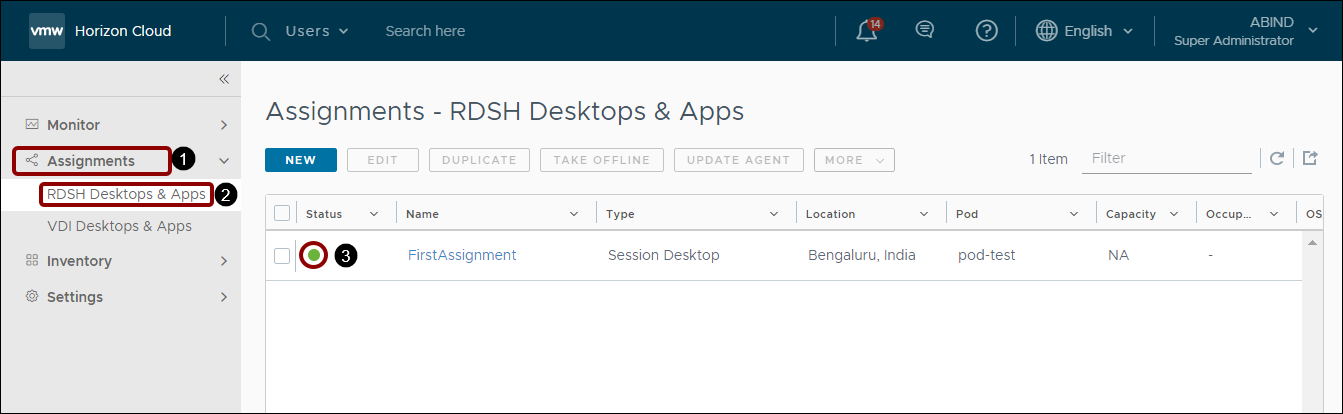 vmw Horizon Cloud Users Search here 14 English ABIND
Super Administrator
«
Monitor
Assignments 1
RDSH Desktops & Apps 2
VDI Desktops & Apps
Inventory
Settings
Assignments - RDSH Desktops & Apps
NEW EDIT DUPLICATE TAKE OFFLINE UPDATE AGENT MORE 1 Item Filter
Status Name Type Location Pod Capacity Occup... OS
3 FirstAssignment Session Desktop Bengaluru, India pod-test NA -